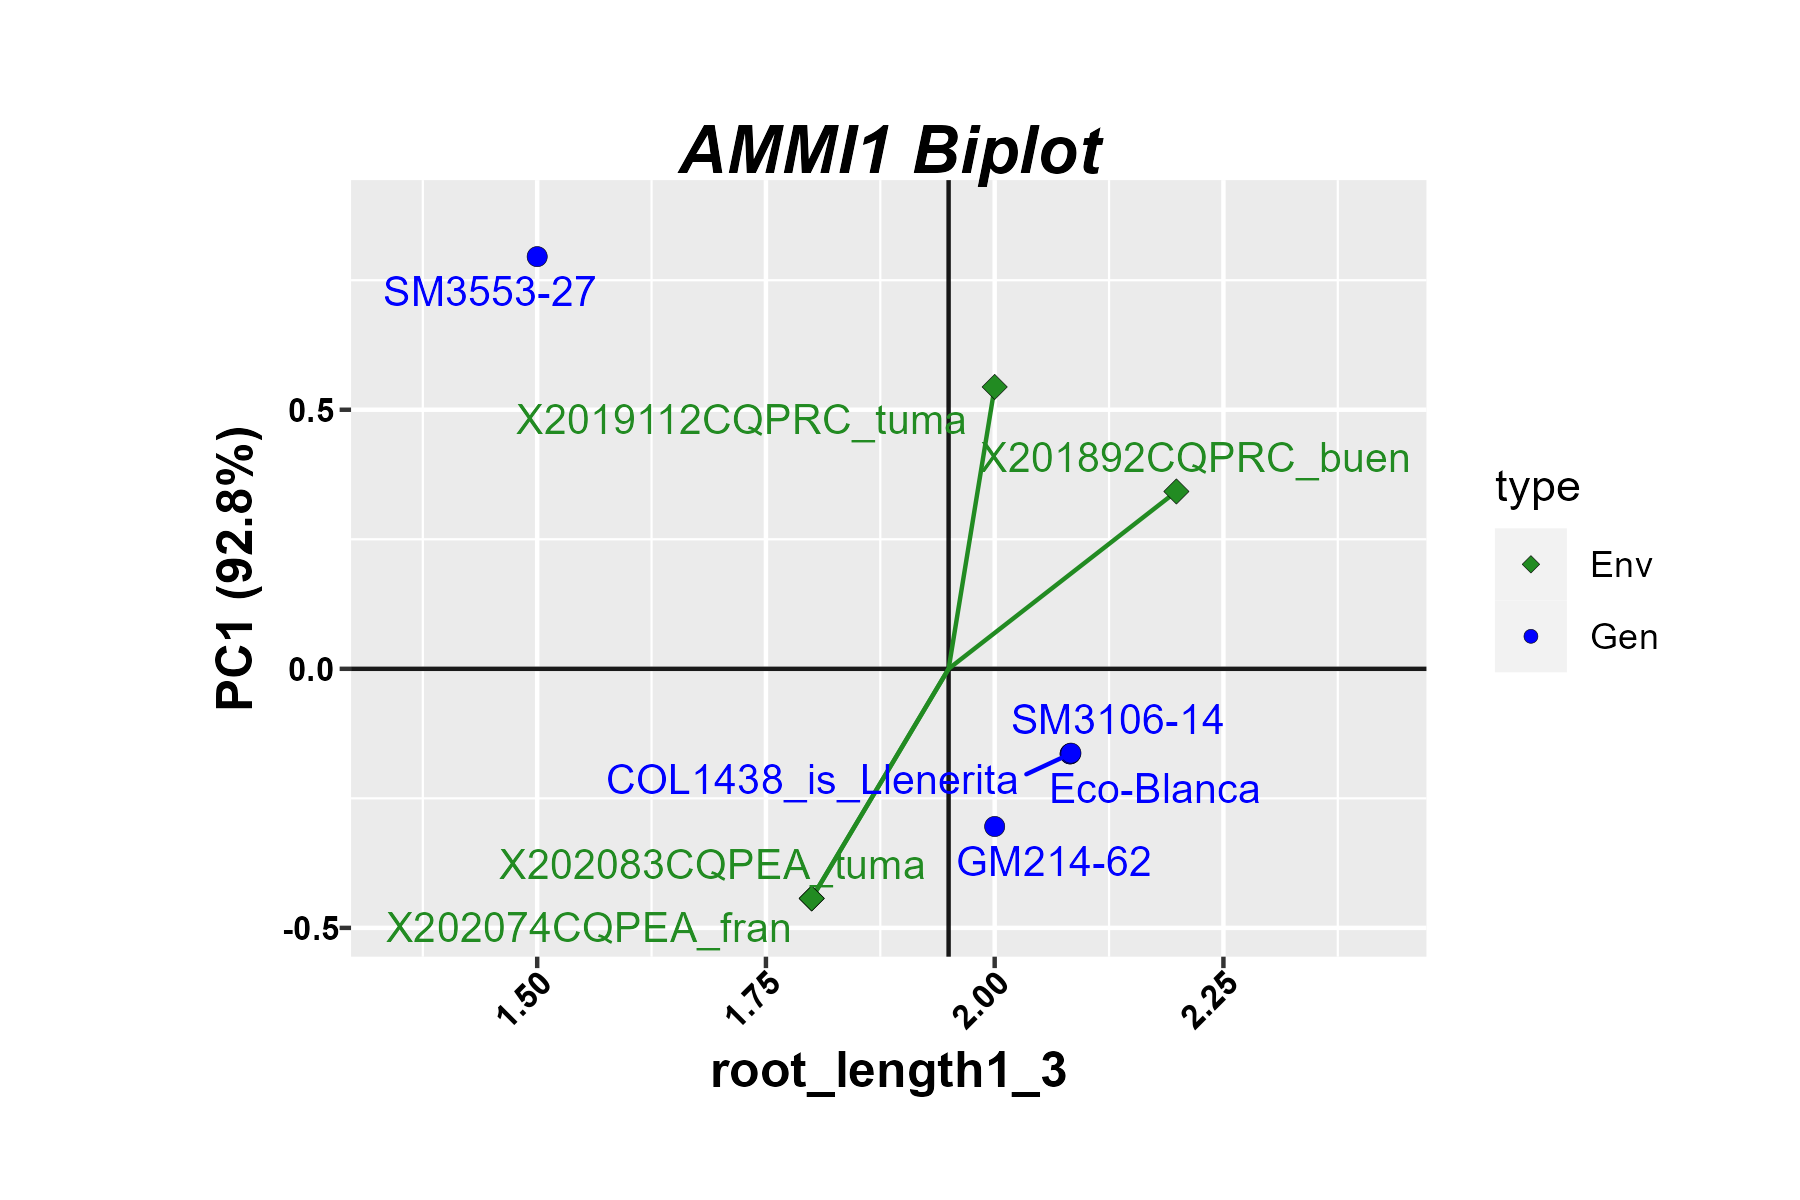 AMMI1 Biplot
SM3553-27
0.5
X2019112CQPRC_tuma
X201892CQPRC_buen
type
Env
Gen
PC1 (92.8%)
0.0
SM3106-14
COL1438_is_Llenerita
Eco-Blanca
X202083CQPEA_tuma
GM214-62
X202074CQPEA_fran
-0.5
1.50
1.75
2.00
2.25
root_length1_3